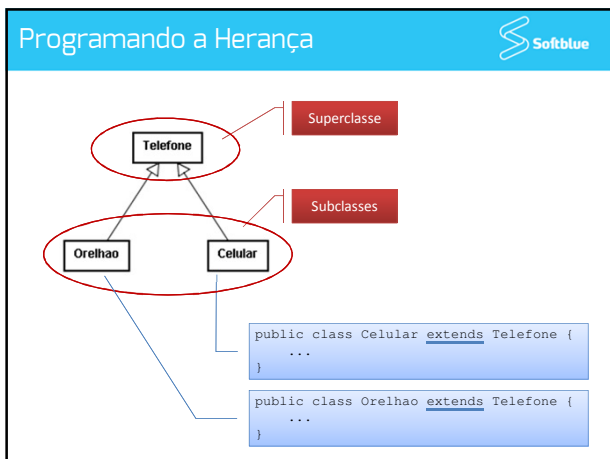 Programando a Herança
Softblue
Superclasse
Telefone
Subclasses
Orelhao
Celular
public class Celular extends Telefone {
...
}
public class Orelhao extends Telefone {
...
}